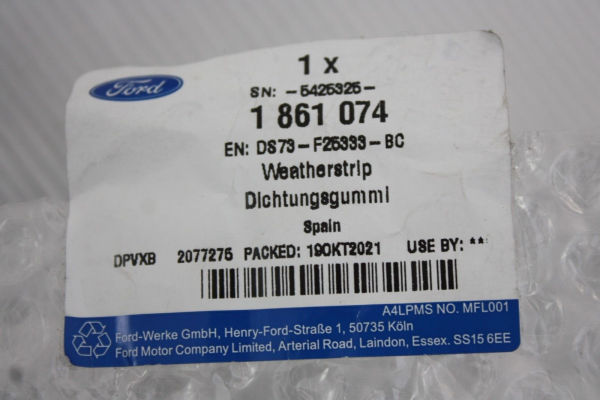 Ford
1 x
SN: -5425325-
1 861 074
EN: DS73-F25333-BC
Weatherstrip
Dichtungsgummi
Spain
DPVXB 2077275 PACKED: 19OKT2021 USE BY: **
A4LPMS NO. MFL001
Ford-Werke GmbH, Henry-Ford-Straße 1, 50735 Köln
Ford Motor Company Limited, Arterial Road, Laindon, Essex. SS15 6EE